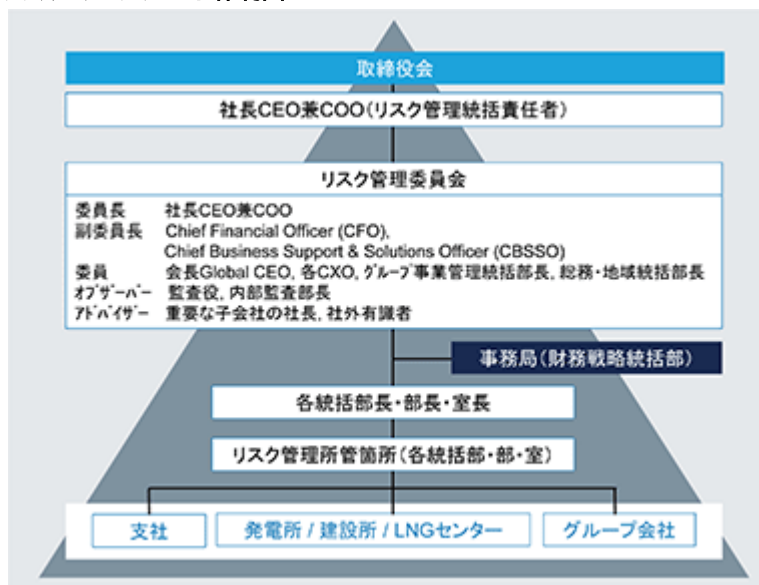 取締役会
社長CEO兼COO(リスク管理統括責任者)
リスク管理委員会
委員長 社長CEO兼COO
副委員長 Chief Financial Officer (CFO),
Chief Business Support & Solutions Officer (CBSSO)
委員 会長Global CEO, 各CXO, グループ事業管理統括部長, 総務・地域統括部長
オブザーバー 監査役, 内部監査部長
アドバイザー 重要な子会社の社長, 社外有識者
事務局(財務戦略統括部)
各統括部長・部長・室長
リスク管理所管箇所(各統括部・部・室)
支社
発電所 / 建設所 / LNGセンター
グループ会社